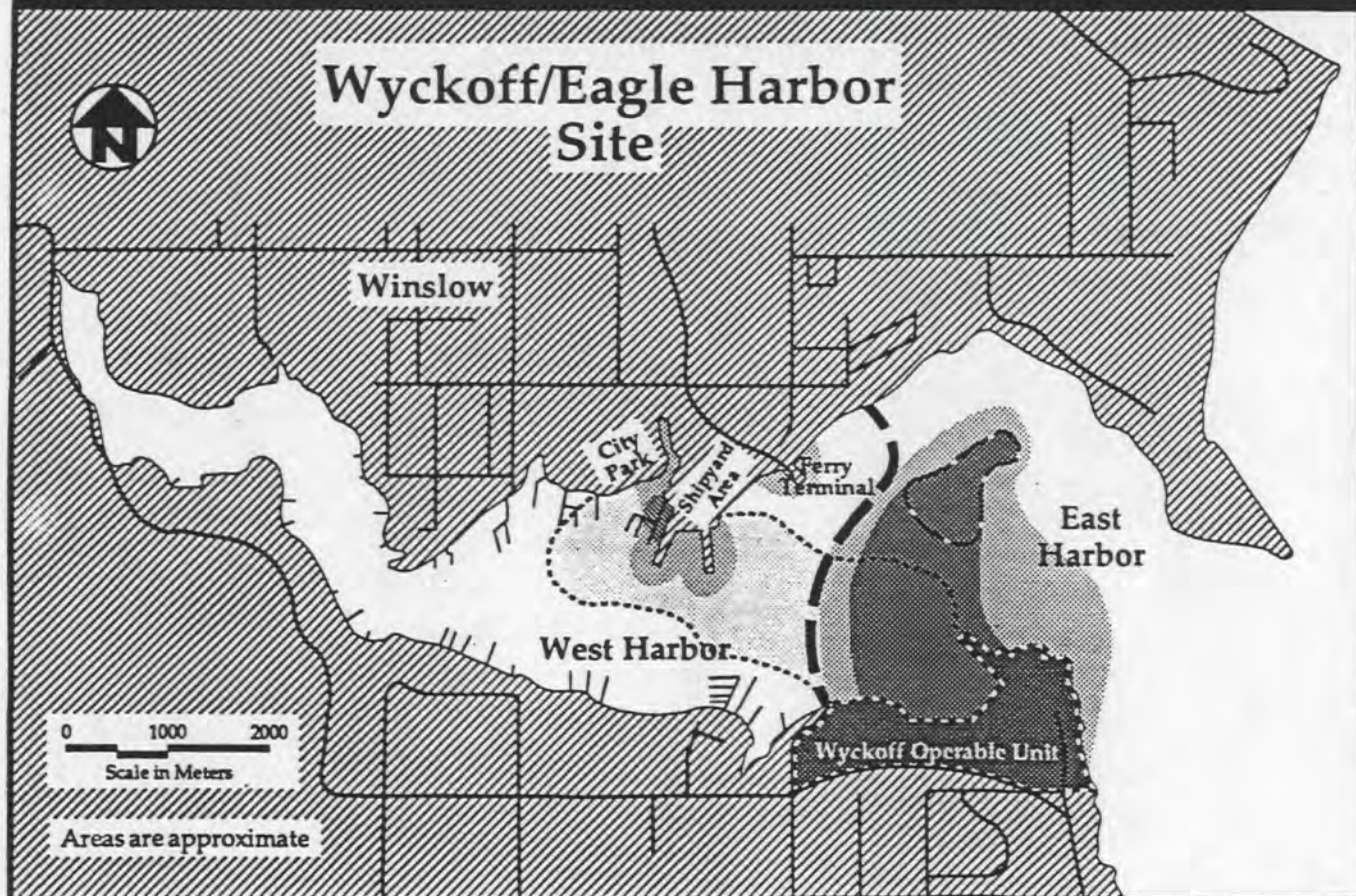 Wyckoff/Eagle Harbor
Site
N
Winslow
City
Park
Shipyard
Area
Ferry
Terminal
East
Harbor
West Harbor
Wyckoff Operable Unit
0 1000 2000
Scale in Meters
Areas are approximate